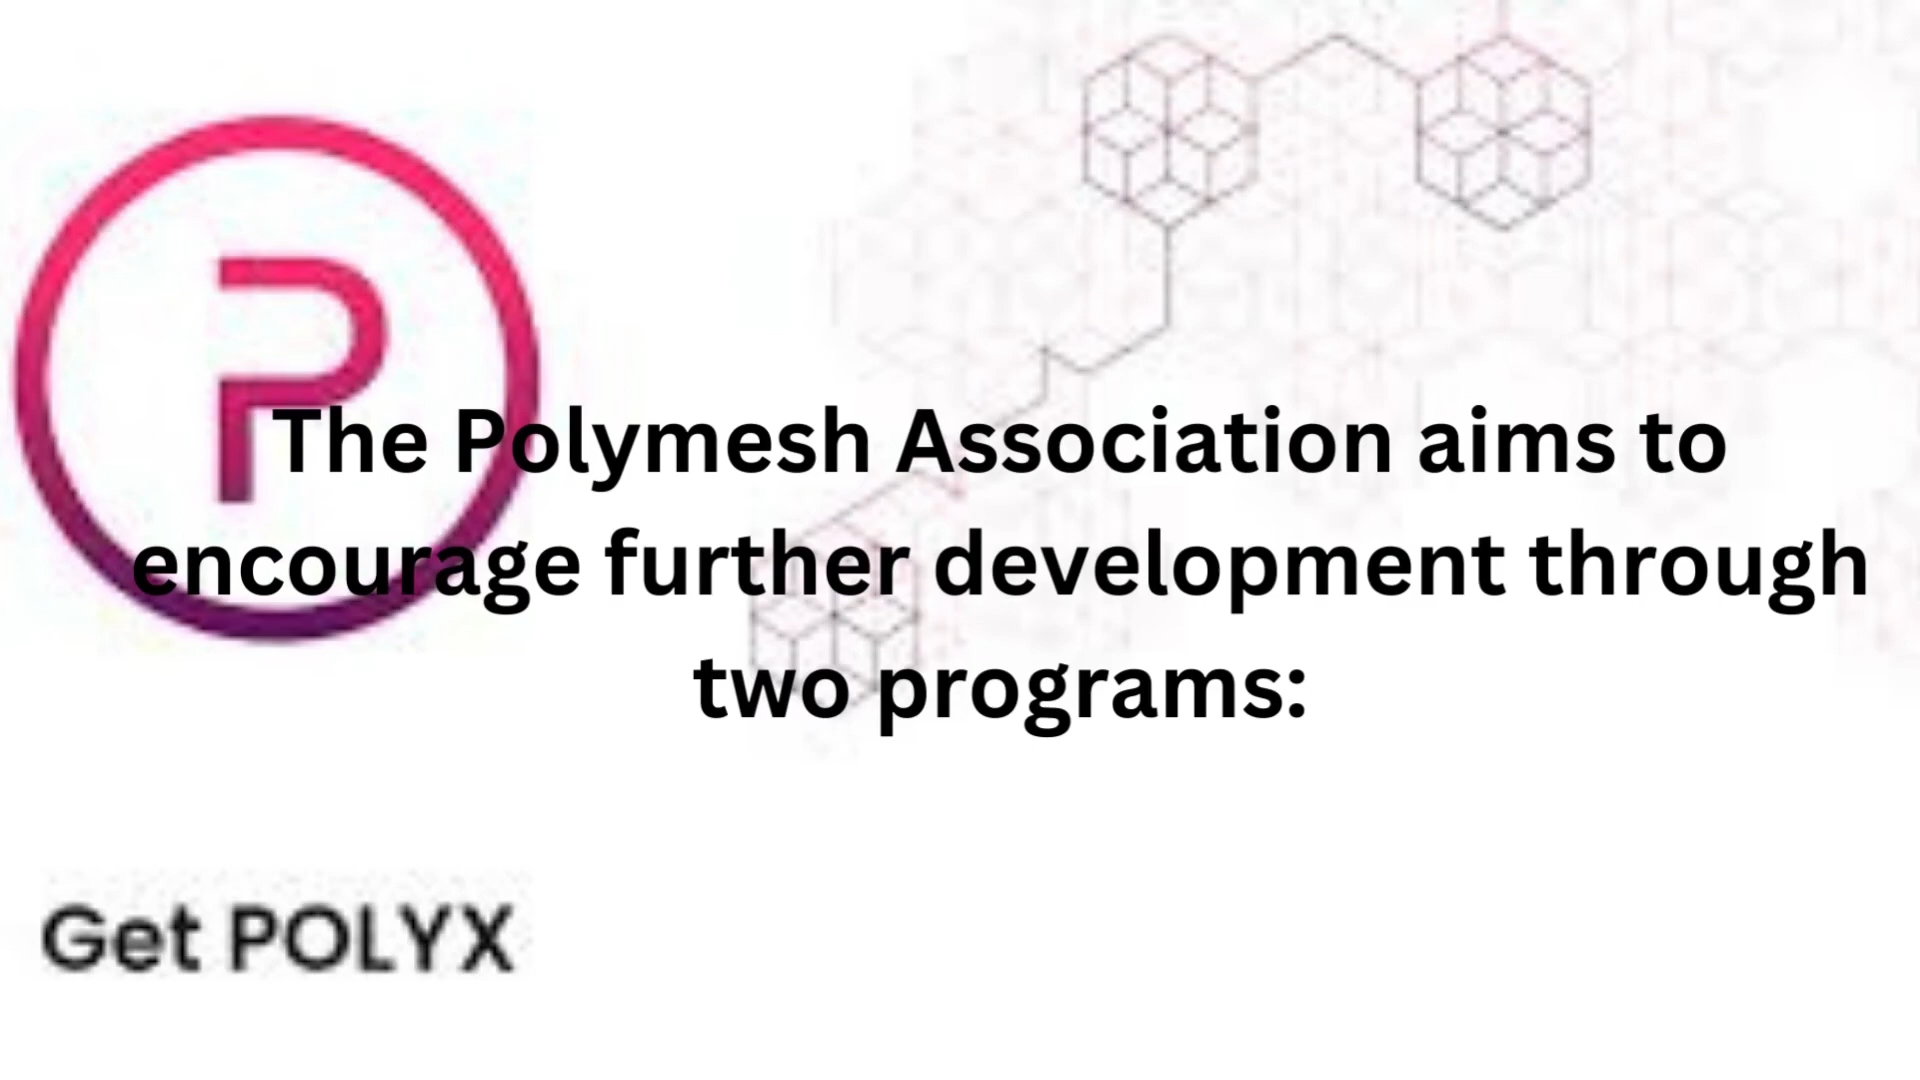 The Polymesh Association aims to
encourage further development through
two programs:
Get POLYX